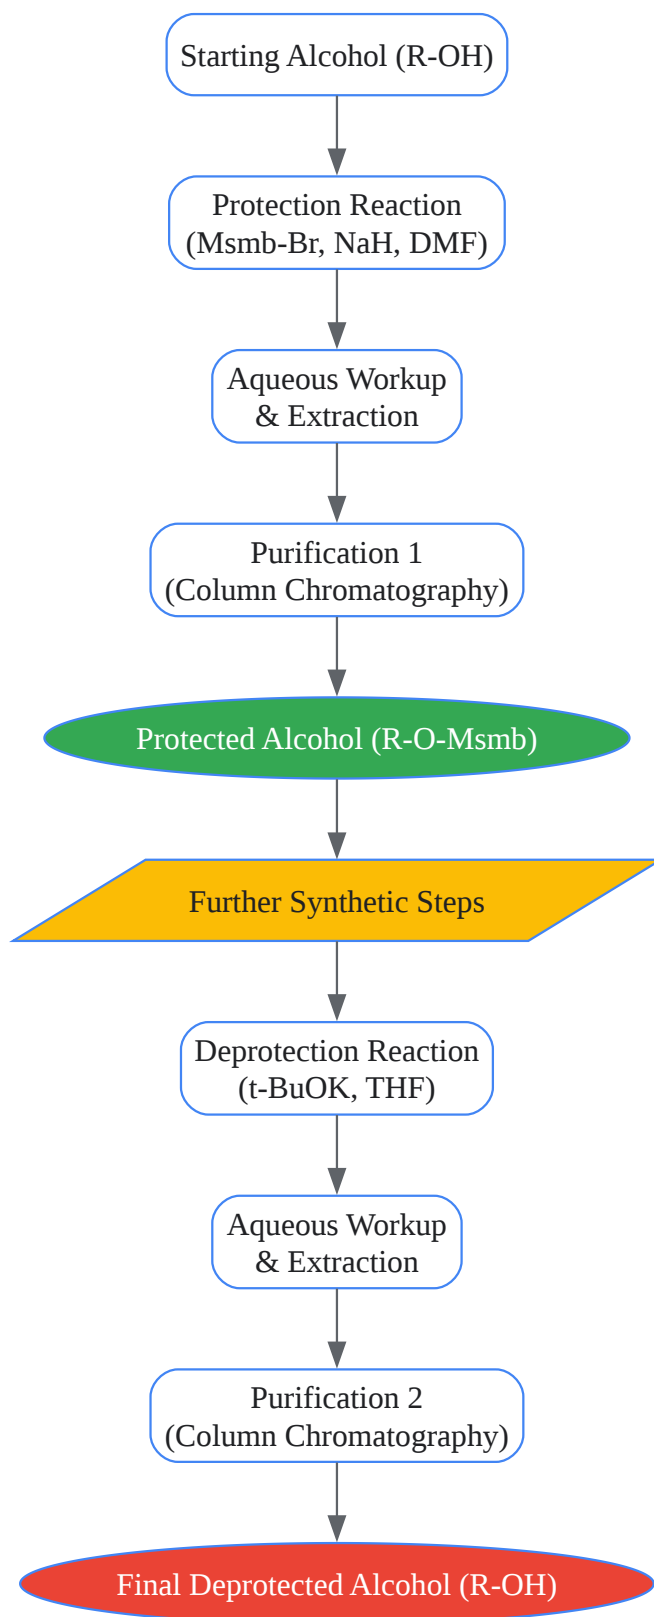 Starting Alcohol (R-OH)
Protection Reaction
(Msmb-Br, NaH, DMF)
Aqueous Workup
& Extraction
Purification 1
(Column Chromatography)
Protected Alcohol (R-O-Msmb)
Further Synthetic Steps
Deprotection Reaction
(t-BuOK, THF)
Aqueous Workup
& Extraction
Purification 2
(Column Chromatography)
Final Deprotected Alcohol (R-OH)